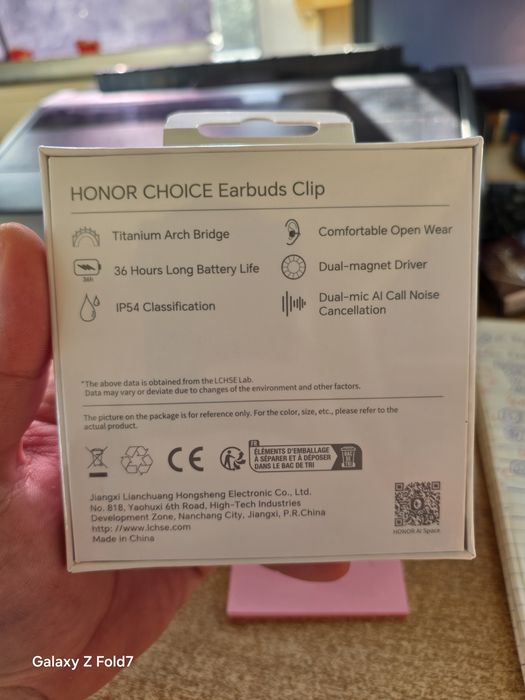 HONOR CHOICE Earbuds Clip
Titanium Arch Bridge
Comfortable Open Wear
36h
36 Hours Long Battery Life
Dual-magnet Driver
IP54 Classification
Dual-mic AI Call Noise
Cancellation
*The above data is obtained from the LCHSE Lab.
Data may vary or deviate due to changes of the environment and other factors.
The picture on the package is for reference only. For the color, size, etc., please refer to the
actual product.
CE
FR
ÉLÉMENTS D'EMBALLAGE
À SÉPARER ET À DÉPOSER
DANS LE BAC DE TRI
Jiangxi Lianchuang Hongsheng Electronic Co., Ltd.
No. 818, Yaohuxi 6th Road, High-Tech Industries
Development Zone, Nanchang City, Jiangxi, P.R.China
http: //www.lchse.com
Made in China
HONOR AI Space
Galaxy Z Fold7